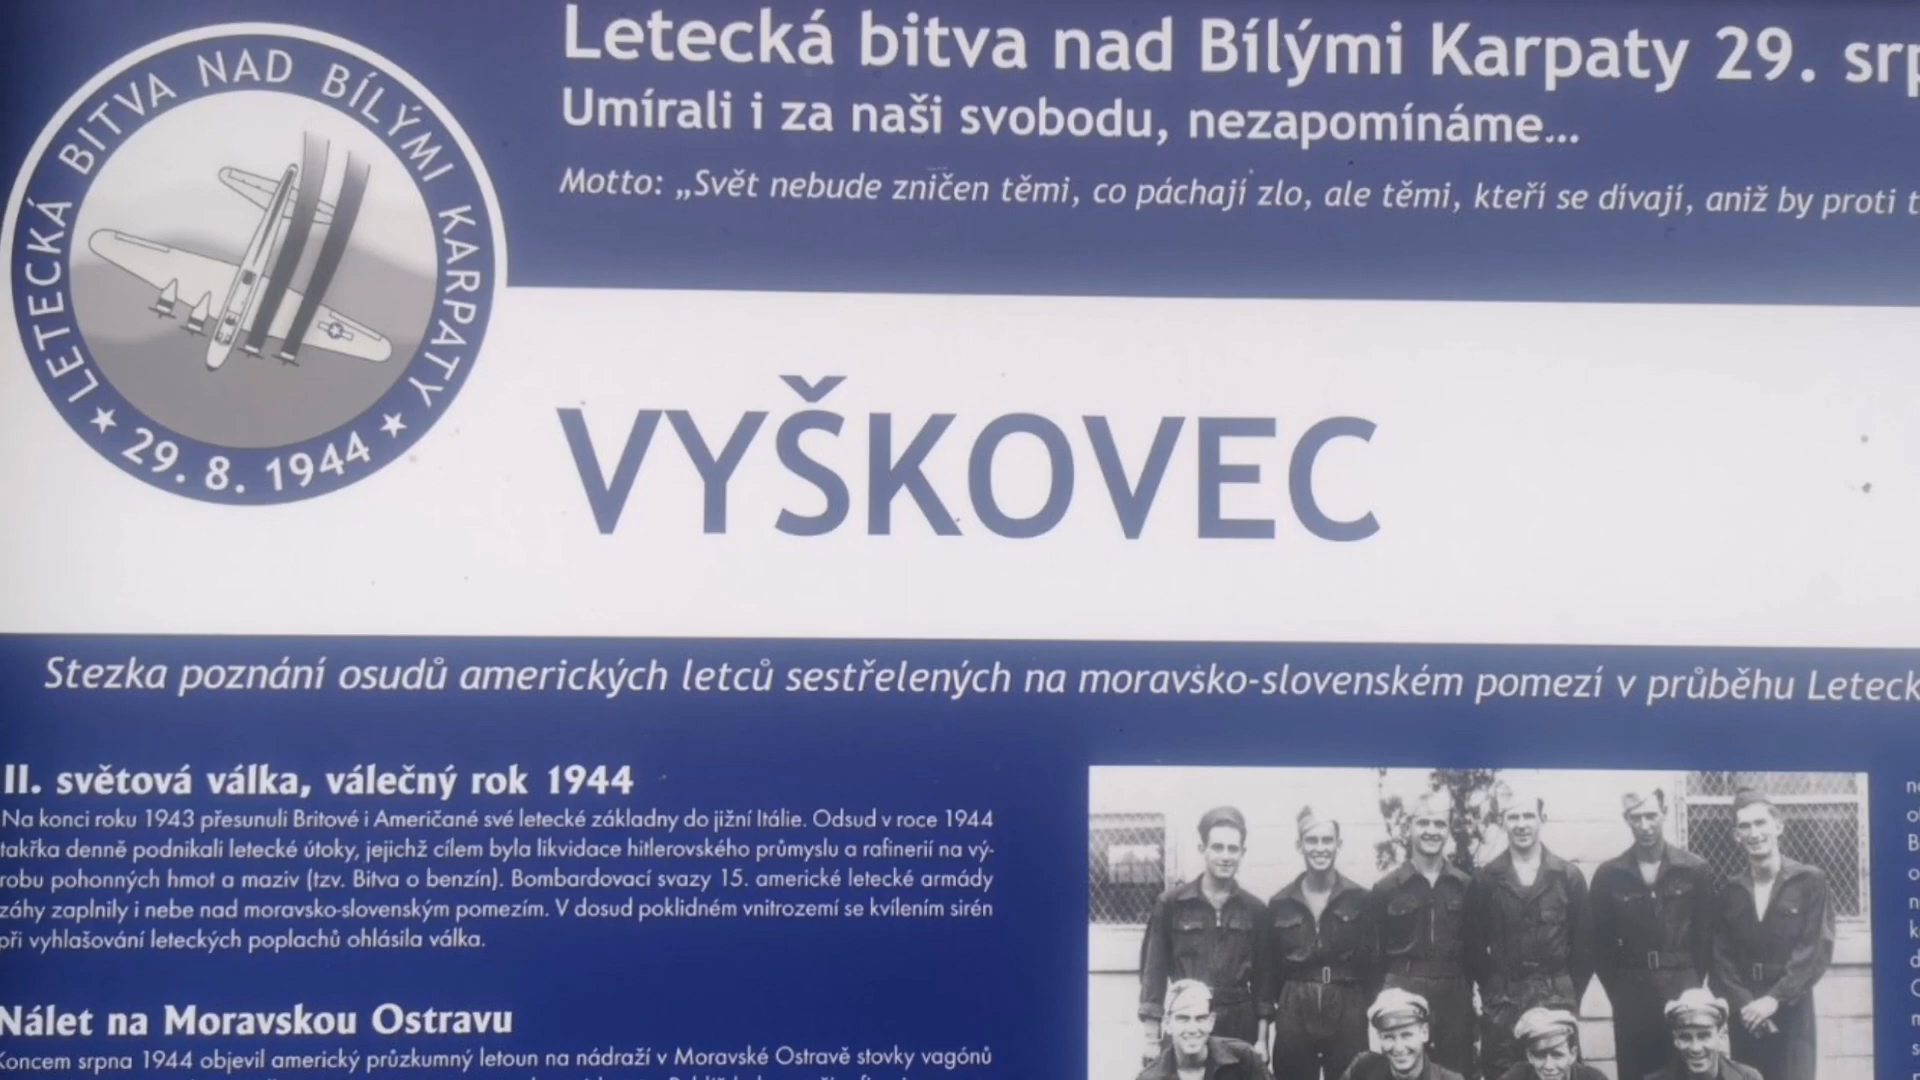 LETECKÁ BITVA NAD BÍLÝMI KARPATY
★ 29. 8. 1944 ★
Letecká bitva nad Bílými Karpaty 29. srp
Umírali i za naši svobodu, nezapomínáme...
Motto: „Svět nebude zničen těmi, co páchají zlo, ale těmi, kteří se dívají, aniž by proti t
VYŠKOVEC
Stezka poznání osudů amerických letců sestřelených na moravsko-slovenském pomezí v průběhu Leteck
II. světová válka, válečný rok 1944
Na konci roku 1943 přesunuli Britové i Američané své letecké základny do jižní Itálie. Odsud v roce 1944
takřka denně podnikali letecké útoky, jejichž cílem byla likvidace hitlerovského průmyslu a rafinerií na vý-
robu pohonných hmot a maziv (tzv. Bitva o benzín). Bombardovací svazy 15. americké letecké armády
záhy zaplnily i nebe nad moravsko-slovenským pomezím. V dosud poklidném vnitrozemí se kvílením sirén
při vyhlašování leteckých poplachů ohlásila válka.
Nálet na Moravskou Ostravu
Koncem srpna 1944 objevil americký průzkumný letoun na nádraží v Moravské Ostravě stovky vagónů